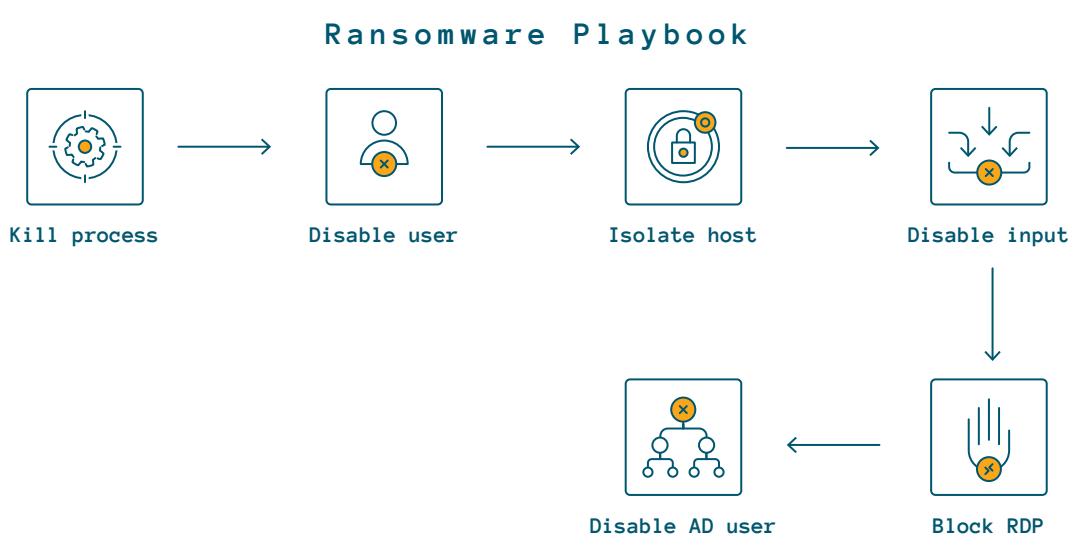 Ransomware Playbook
Kill process
Disable user
Isolate host
Disable input
Block RDP
Disable AD user